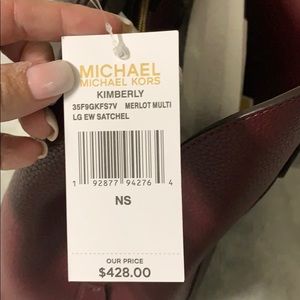 MICHAEL
MICHAEL KORS
KIMBERLY
35F9GKFS7V MERLOT MULTI
LG EW SATCHEL
1 92877 94276 4
NS
OUR PRICE
$428.00